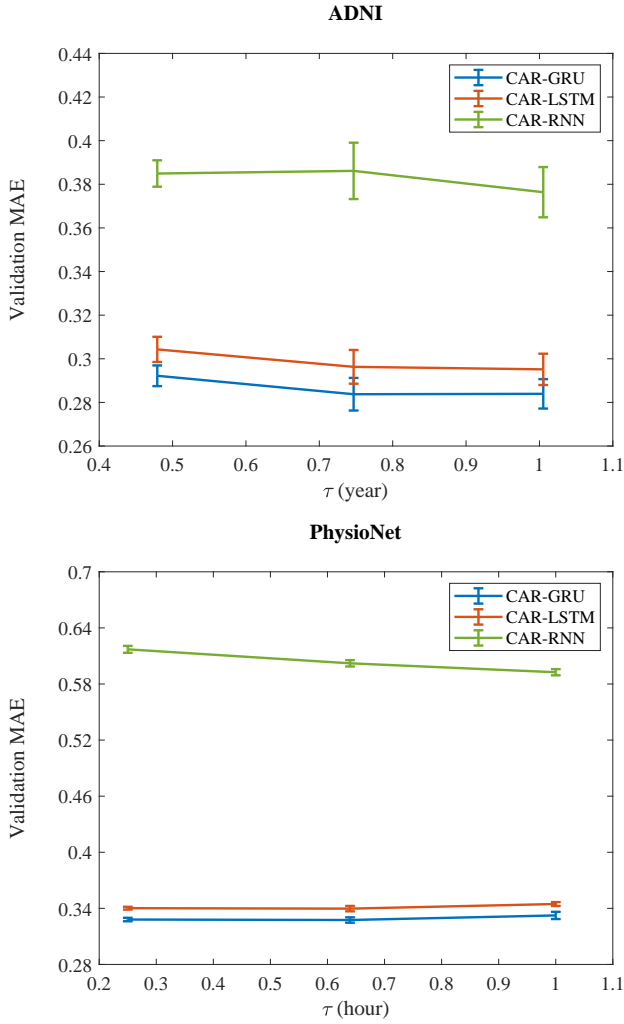 ADNI
0.44
0.42
0.4
0.38
0.36
0.34
0.32
0.3
0.28
0.26
Validation MAE
CAR-GRU
CAR-LSTM
CAR-RNN
0.4 0.5 0.6 0.7 0.8 0.9 1 1.1
τ (year)
PhysioNet
0.7
0.64
0.58
0.52
0.46
0.4
0.34
0.28
Validation MAE
CAR-GRU
CAR-LSTM
CAR-RNN
0.2 0.3 0.4 0.5 0.6 0.7 0.8 0.9 1 1.1
τ (hour)